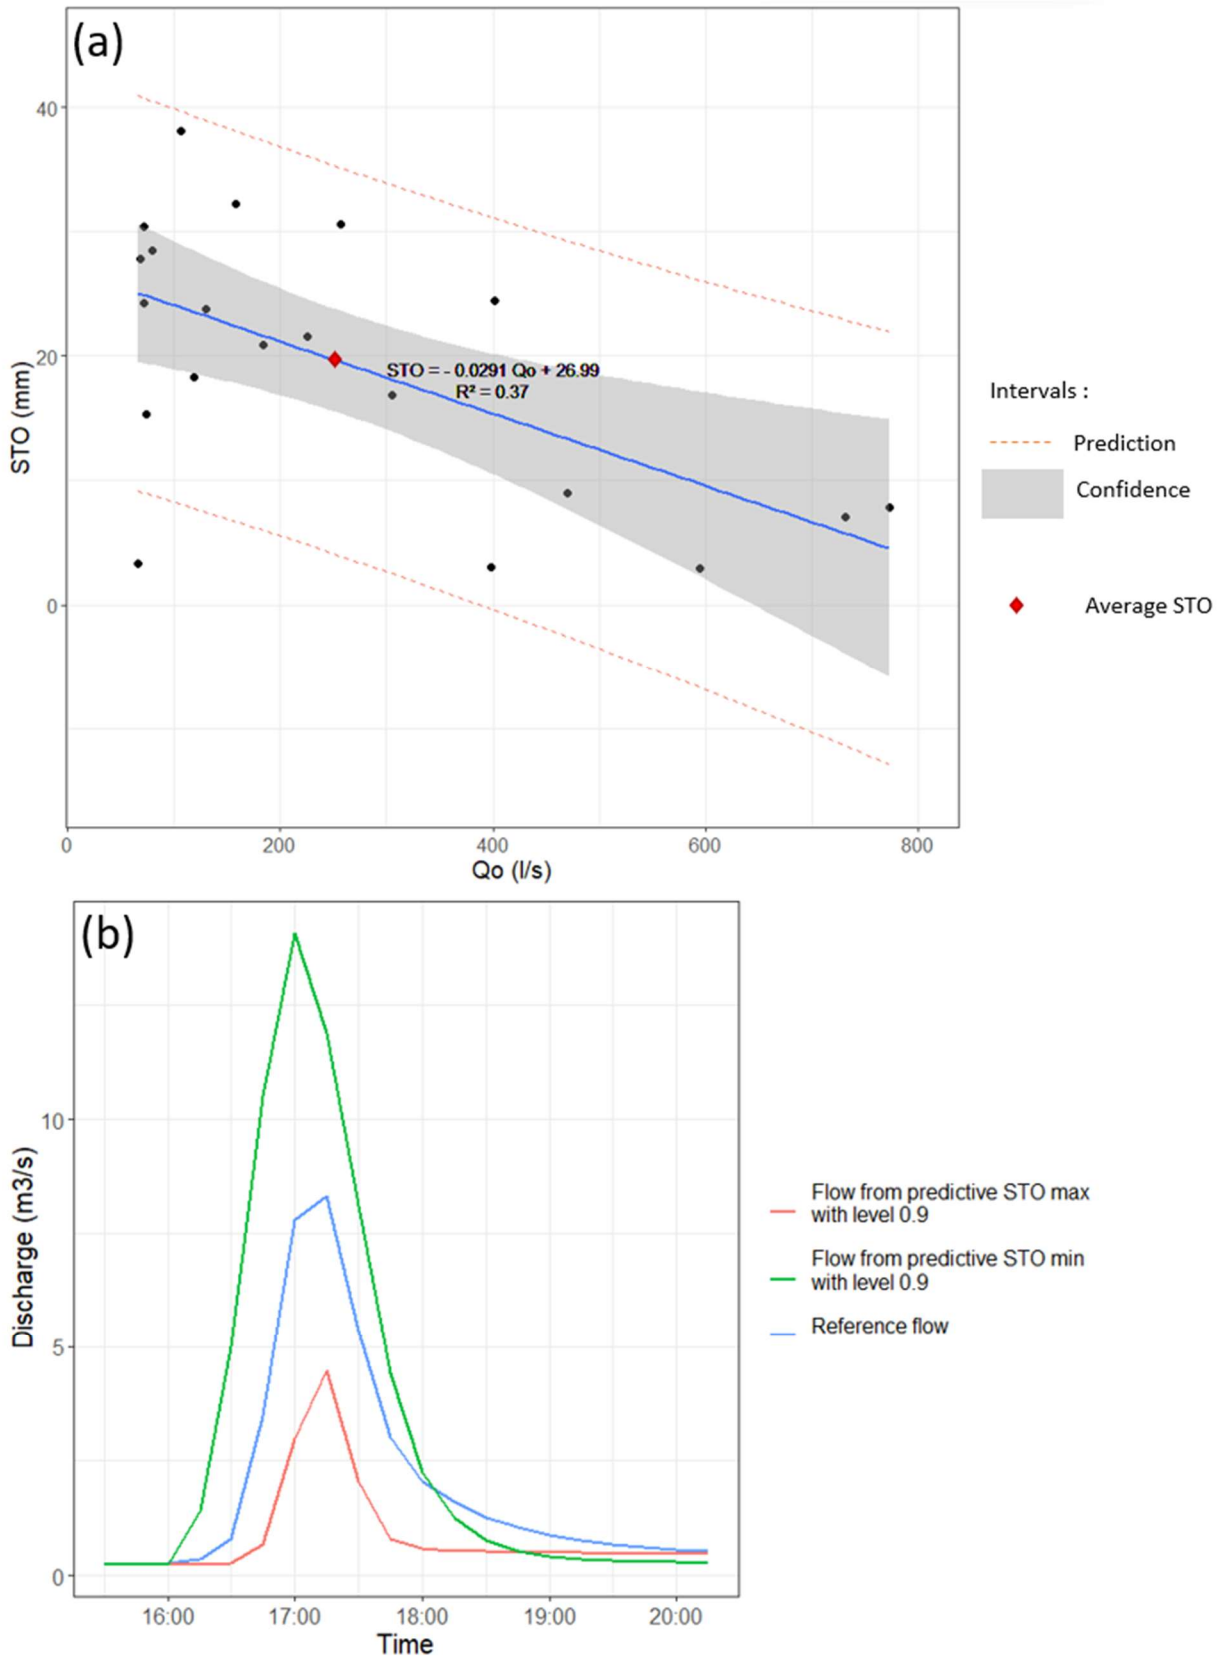 (a)
40
20
0
STO (mm)
STO = - 0.0291 Qo + 26.99
R² = 0.37
0
200
400
600
800
Qo (l/s)
Intervals :
Prediction
Confidence
Average STO
(b)
10
5
0
Discharge (m3/s)
16:00
17:00
18:00
19:00
20:00
Time
Flow from predictive STO max
with level 0.9
Flow from predictive STO min
with level 0.9
Reference flow